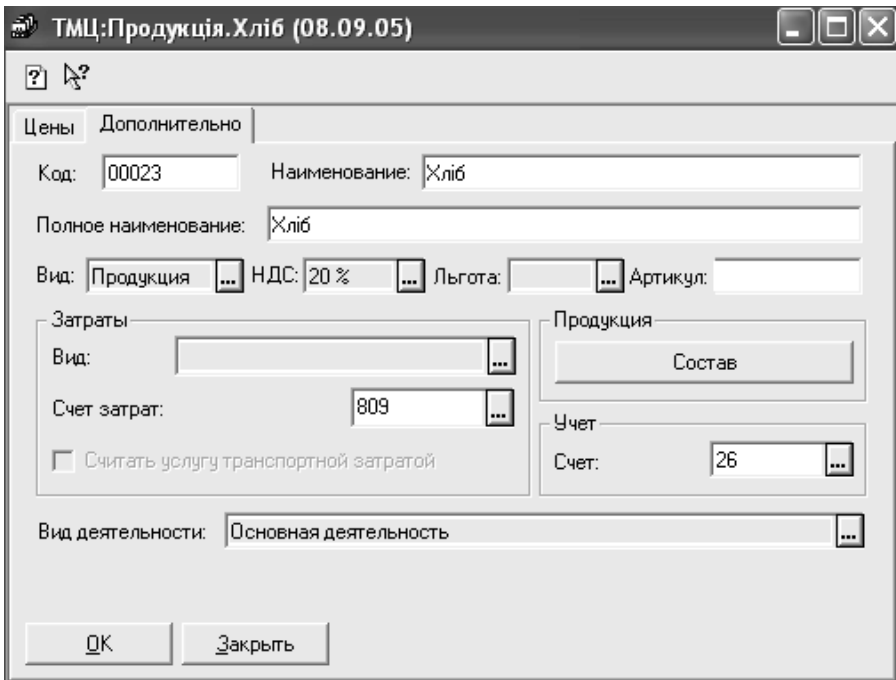 ТМЦ:Продукція.Хліб (08.09.05)
Цены Дополнительно
Код: 00023 Наименование: Хліб
Полное наименование: Хліб
Вид: Продукция ... НДС: 20 % ... Льгота: ... Артикул:
Затраты Продукция
Вид: ... Состав
Счет затрат: 809 ... Учет
Считать услугу транспортной затратой Счет: 26 ...
Вид деятельности: Основная деятельность ...
OK Закрыть